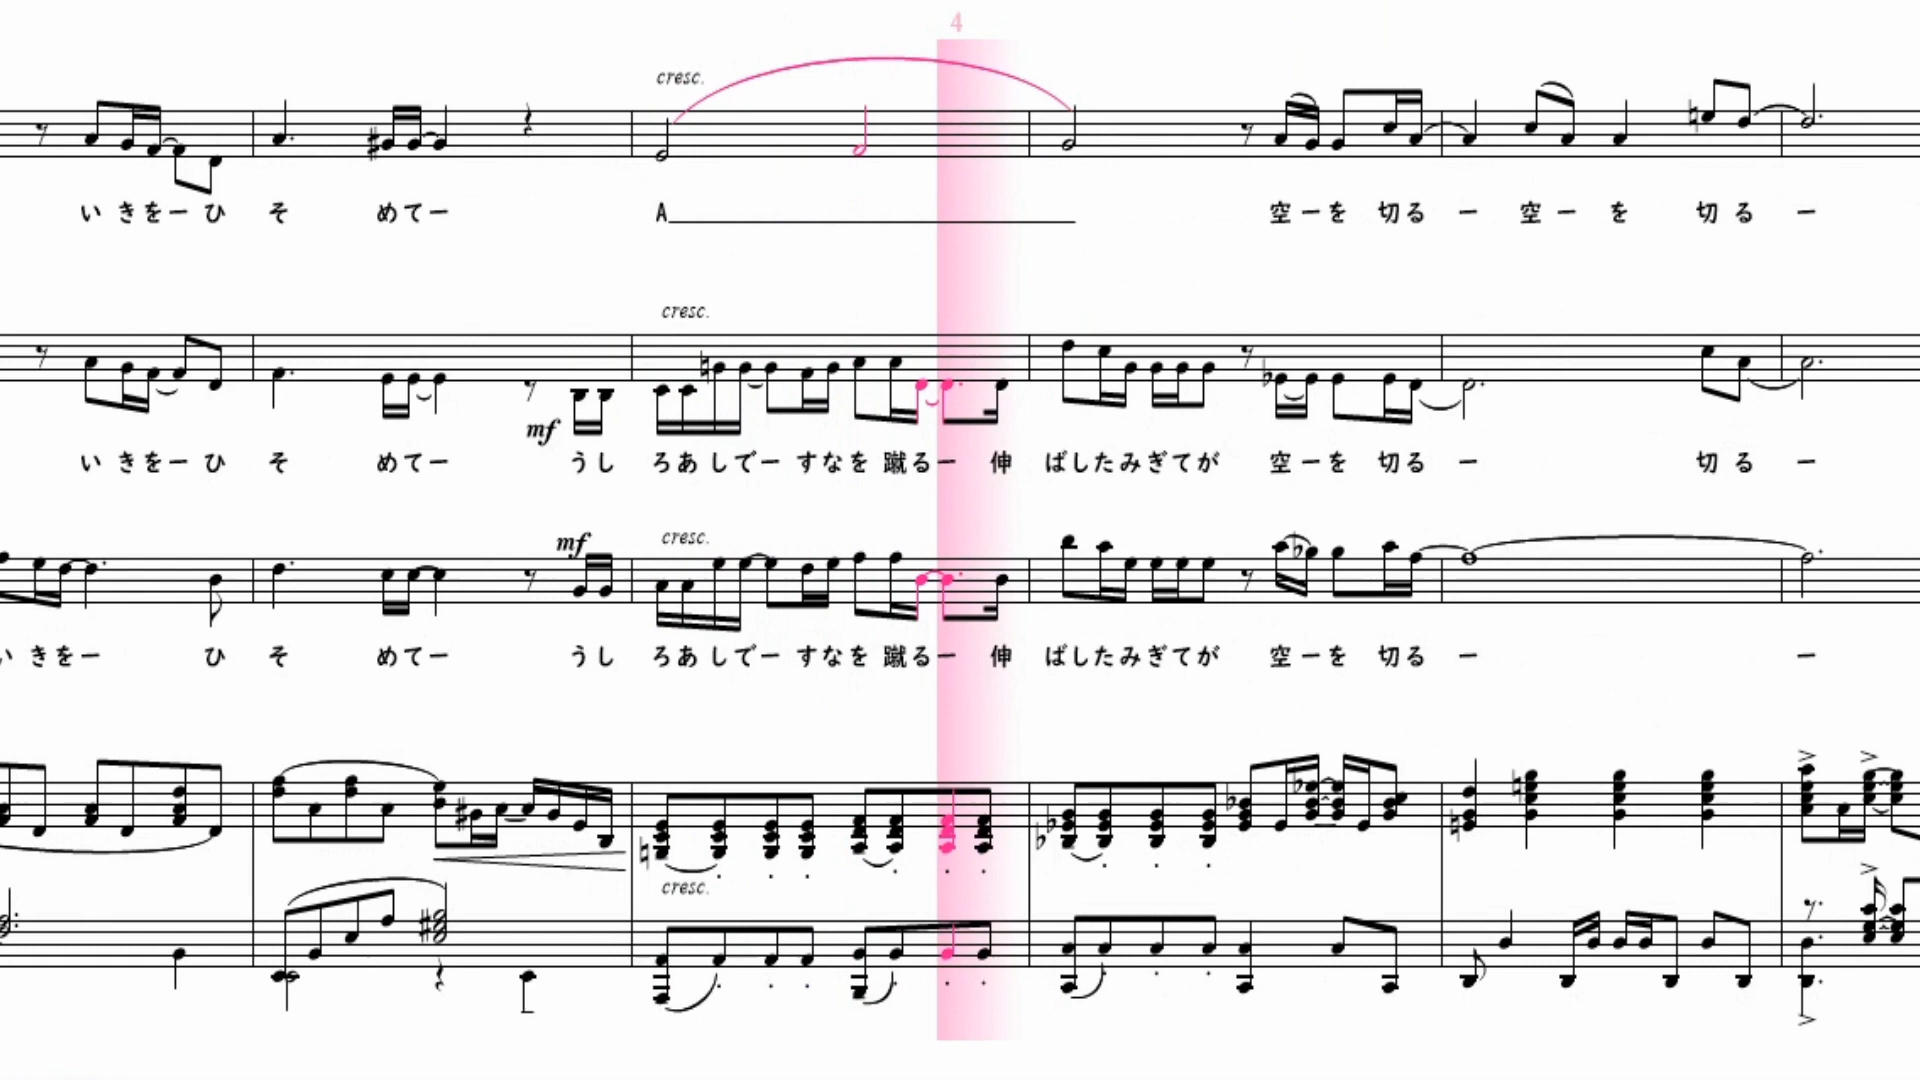 4
cresc.
い きをー ひ そ めてー A 空ーを 切る ー 空ー を 切る ー
cresc.
mf
い きをー ひ そ めてー うし ろあ しでー すなを 蹴るー 伸 ばしたみぎてが 空ーを 切る ー 切る ー
mf cresc.
い きをー ひ そ めてー うし ろあ しでー すなを 蹴るー 伸 ばしたみぎてが 空ーを 切る ー ー
cresc.